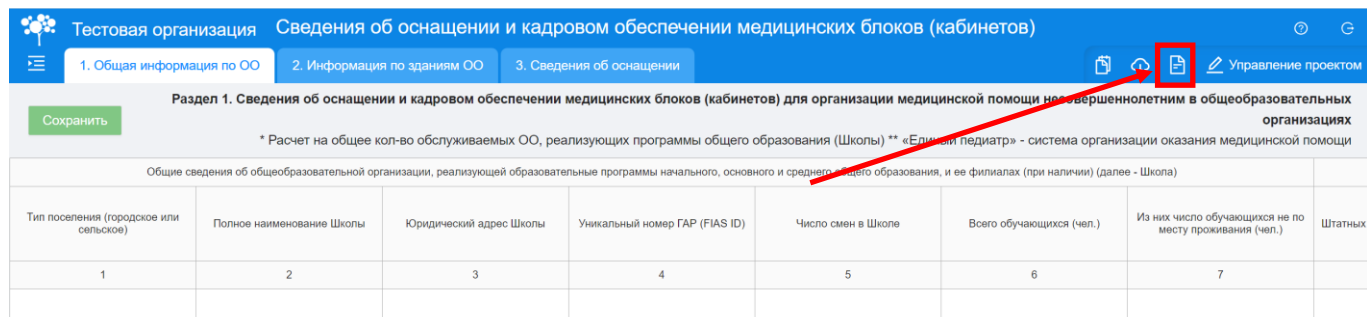 Тестовая организация Сведения об оснащении и кадровом обеспечении медицинских блоков (кабинетов)
1. Общая информация по ОО 2. Информация по зданиям ОО 3. Сведения об оснащении Управление проектом
Сохранить
Раздел 1. Сведения об оснащении и кадровом обеспечении медицинских блоков (кабинетов) для организации медицинской помощи несовершеннолетним в общеобразовательных
организациях
* Расчет на общее кол-во обслуживаемых ОО, реализующих программы общего образования (Школы) ** «Единый педиатр» - система организации оказания медицинской помощи
Общие сведения об общеобразовательной организации, реализующей образовательные программы начального, основного и среднего общего образования, и ее филиалах (при наличии) (далее - Школа)
Тип поселения (городское или
сельское)
Полное наименование Школы
Юридический адрес Школы
Уникальный номер ГАР (FIAS ID)
Число смен в Школе
Всего обучающихся (чел.)
Из них число обучающихся не по
месту проживания (чел.)
Штатных
1 2 3 4 5 6 7